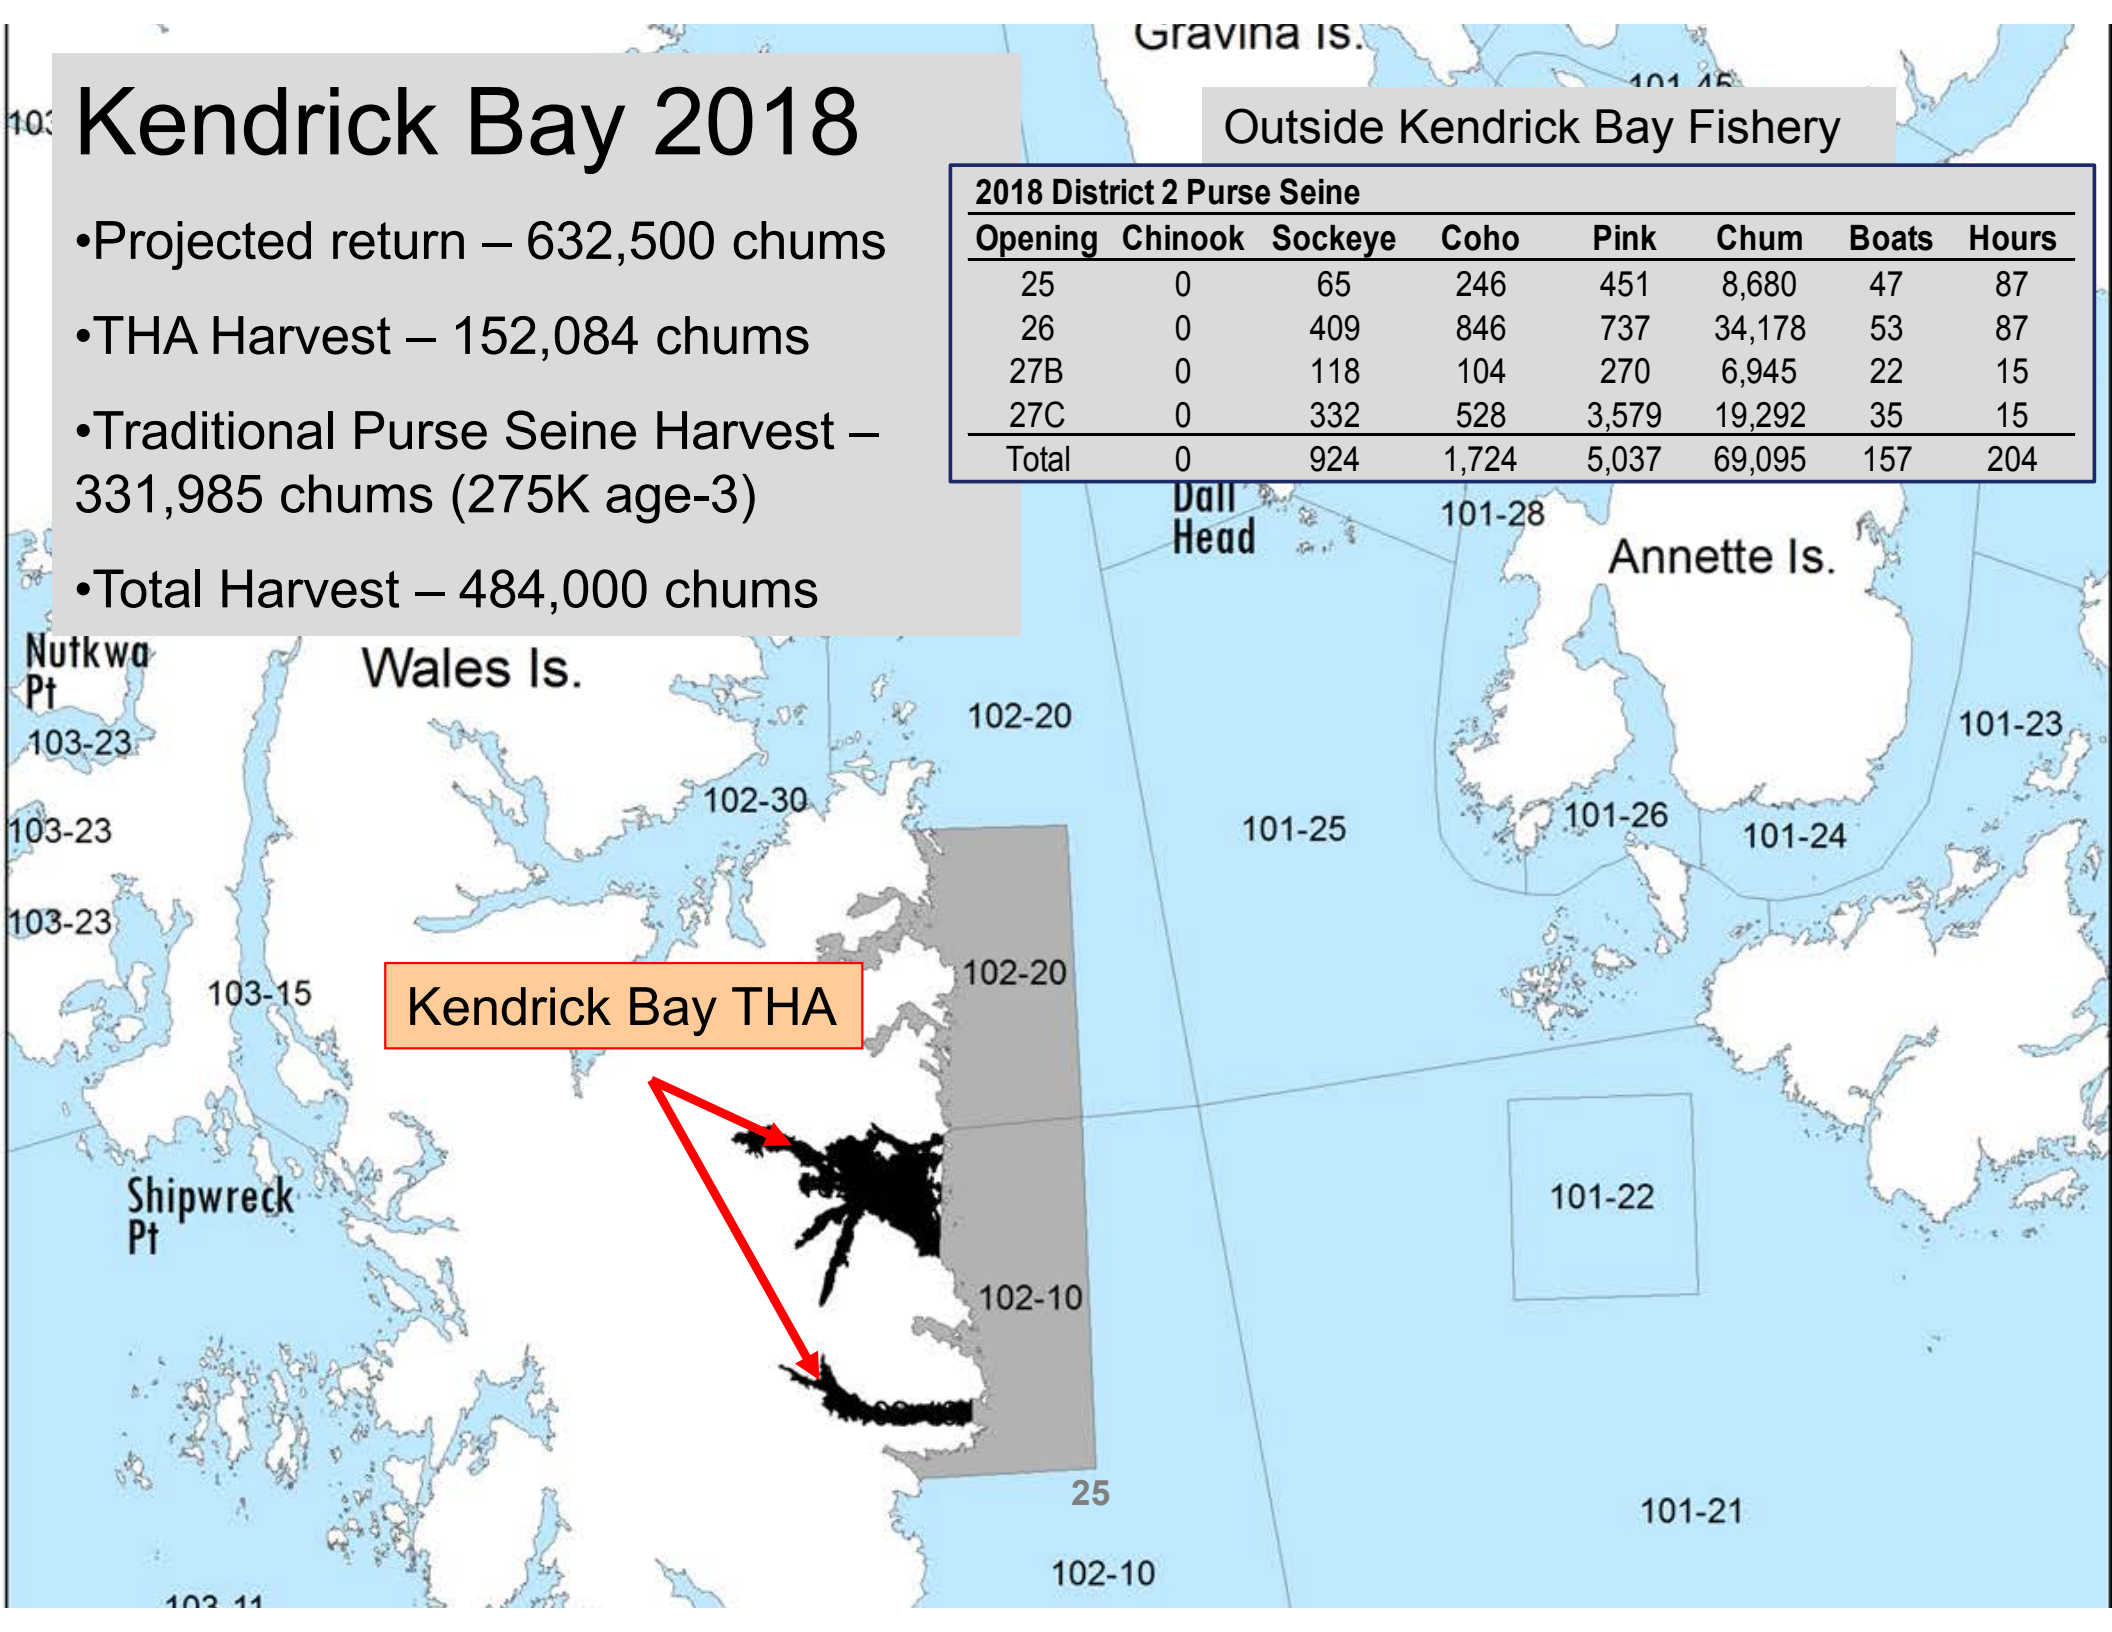 Gravina Is.
Kendrick Bay 2018
•Projected return – 632,500 chums
•THA Harvest – 152,084 chums
•Traditional Purse Seine Harvest –
331,985 chums (275K age-3)
•Total Harvest – 484,000 chums
101-45
Outside Kendrick Bay Fishery
2018 District 2 Purse Seine
Opening Chinook Sockeye Coho Pink Chum Boats Hours
25 0 65 246 451 8,680 47 87
26 0 409 846 737 34,178 53 87
27B 0 118 104 270 6,945 22 15
27C 0 332 528 3,579 19,292 35 15
Total 0 924 1,724 5,037 69,095 157 204
Dall
Head
101-28
Annette Is.
Nutkwa
Pt
103-23
Wales Is.
102-20
101-23
102-30
103-23
101-25
101-26
101-24
103-23
103-15
Kendrick Bay THA
102-20
Shipwreck
Pt
101-22
102-10
25
101-21
102-10
103-11